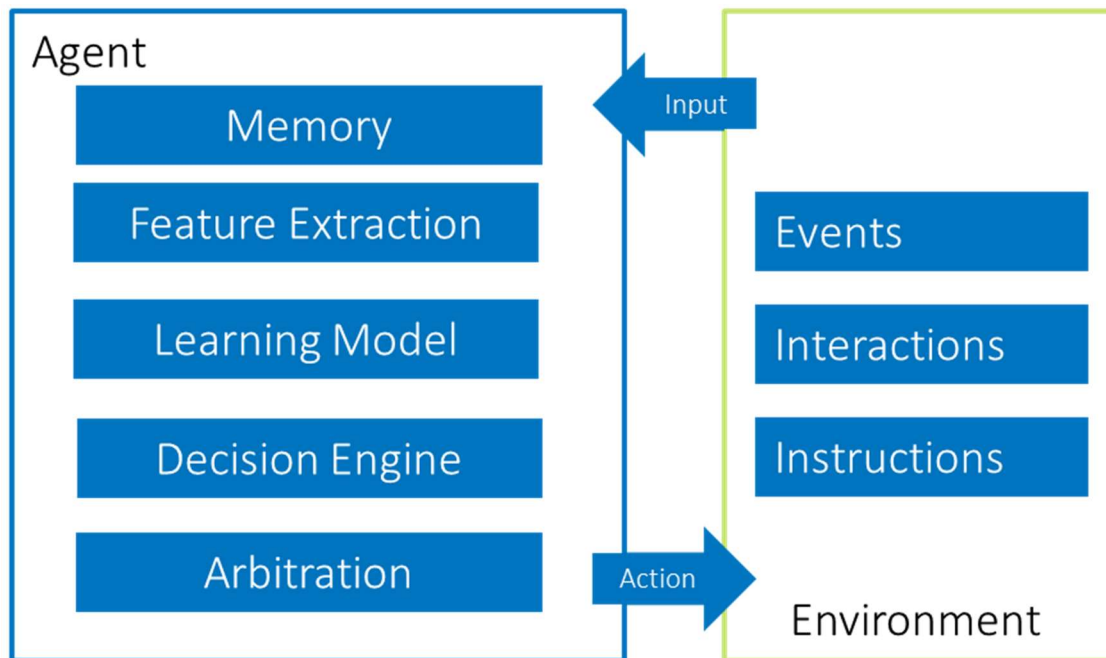 Agent
Memory
Feature Extraction
Learning Model
Decision Engine
Arbitration
Input
Action
Events
Interactions
Instructions
Environment